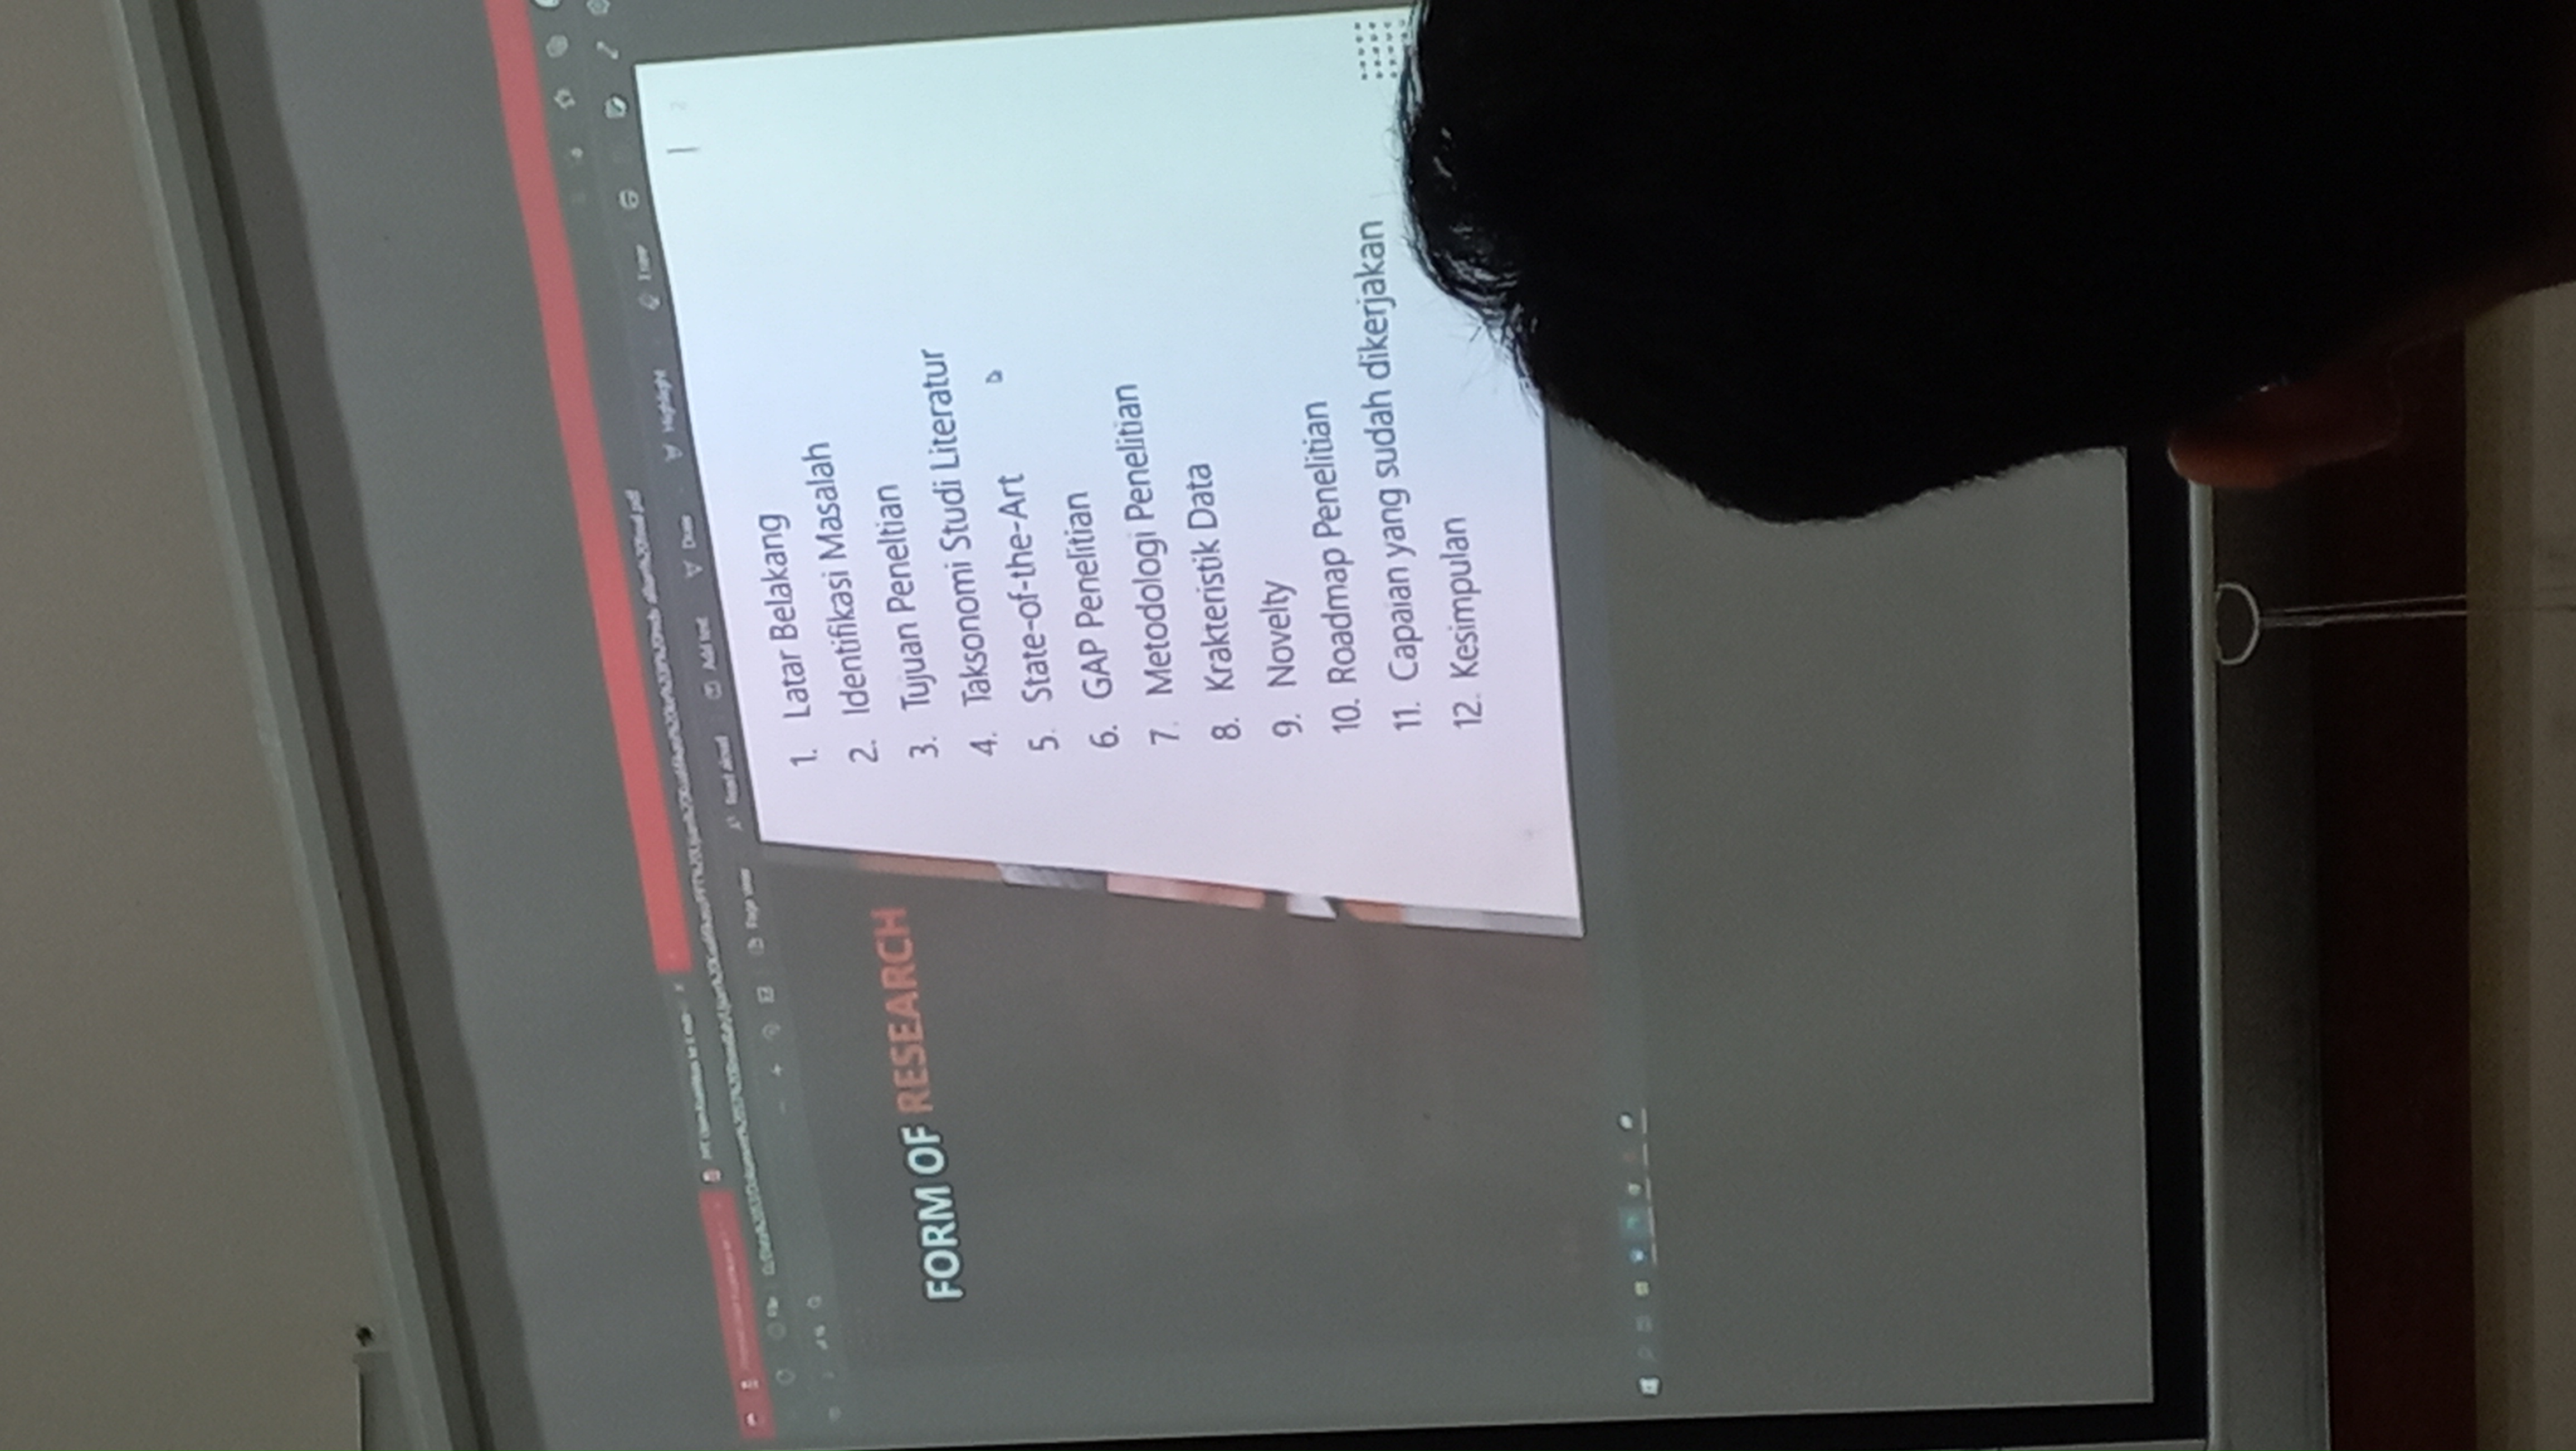 Page view
Read aloud
Add text
Draw
Highlight
FORM OF RESEARCH
1. Latar Belakang
2. Identifikasi Masalah
3. Tujuan Peneltian
4. Taksonomi Studi Literatur
5. State-of-the-Art
6. GAP Penelitian
7. Metodologi Penelitian
8. Krakteristik Data
9. Novelty
10. Roadmap Penelitian
11. Capaian yang sudah dikerjakan
12. Kesimpulan